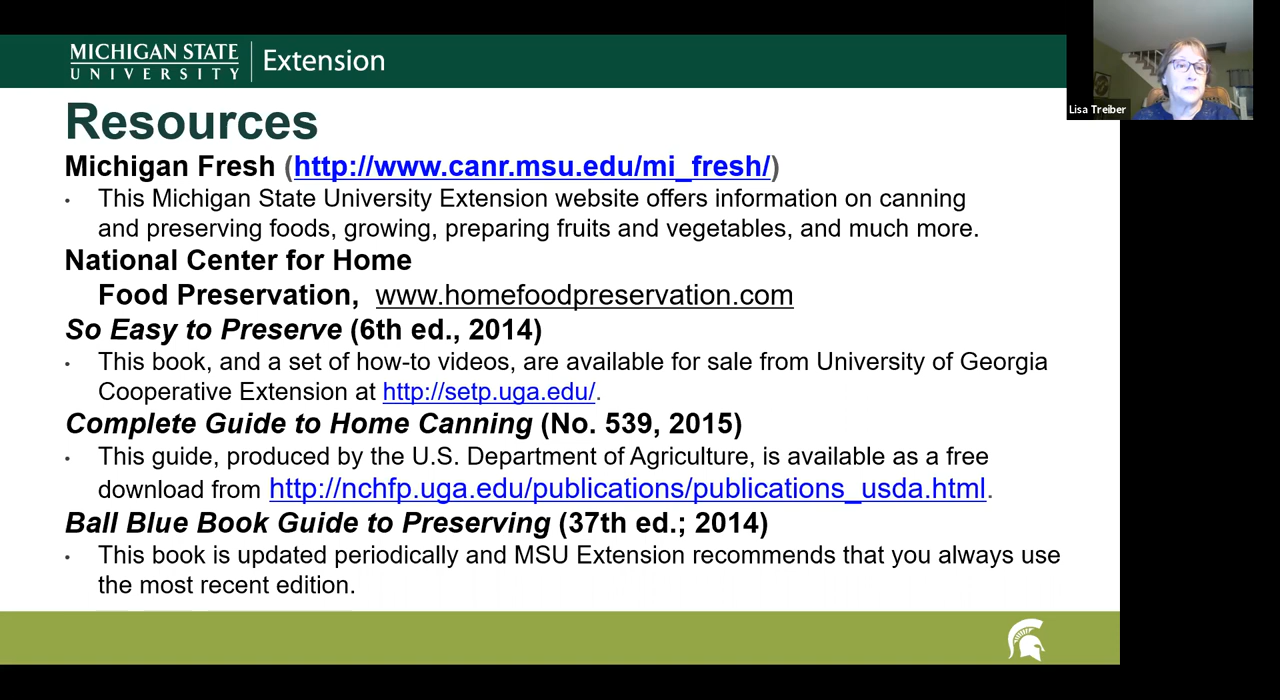 MICHIGAN STATE
UNIVERSITY
Extension
Lisa Treiber
Resources
Michigan Fresh (http://www.canr.msu.edu/mi_fresh/)
• This Michigan State University Extension website offers information on canning
and preserving foods, growing, preparing fruits and vegetables, and much more.
National Center for Home
Food Preservation, www.homefoodpreservation.com
So Easy to Preserve (6th ed., 2014)
• This book, and a set of how-to videos, are available for sale from University of Georgia
Cooperative Extension at http://setp.uga.edu/.
Complete Guide to Home Canning (No. 539, 2015)
• This guide, produced by the U.S. Department of Agriculture, is available as a free
download from http://nchfp.uga.edu/publications/publications_usda.html.
Ball Blue Book Guide to Preserving (37th ed.; 2014)
• This book is updated periodically and MSU Extension recommends that you always use
the most recent edition.